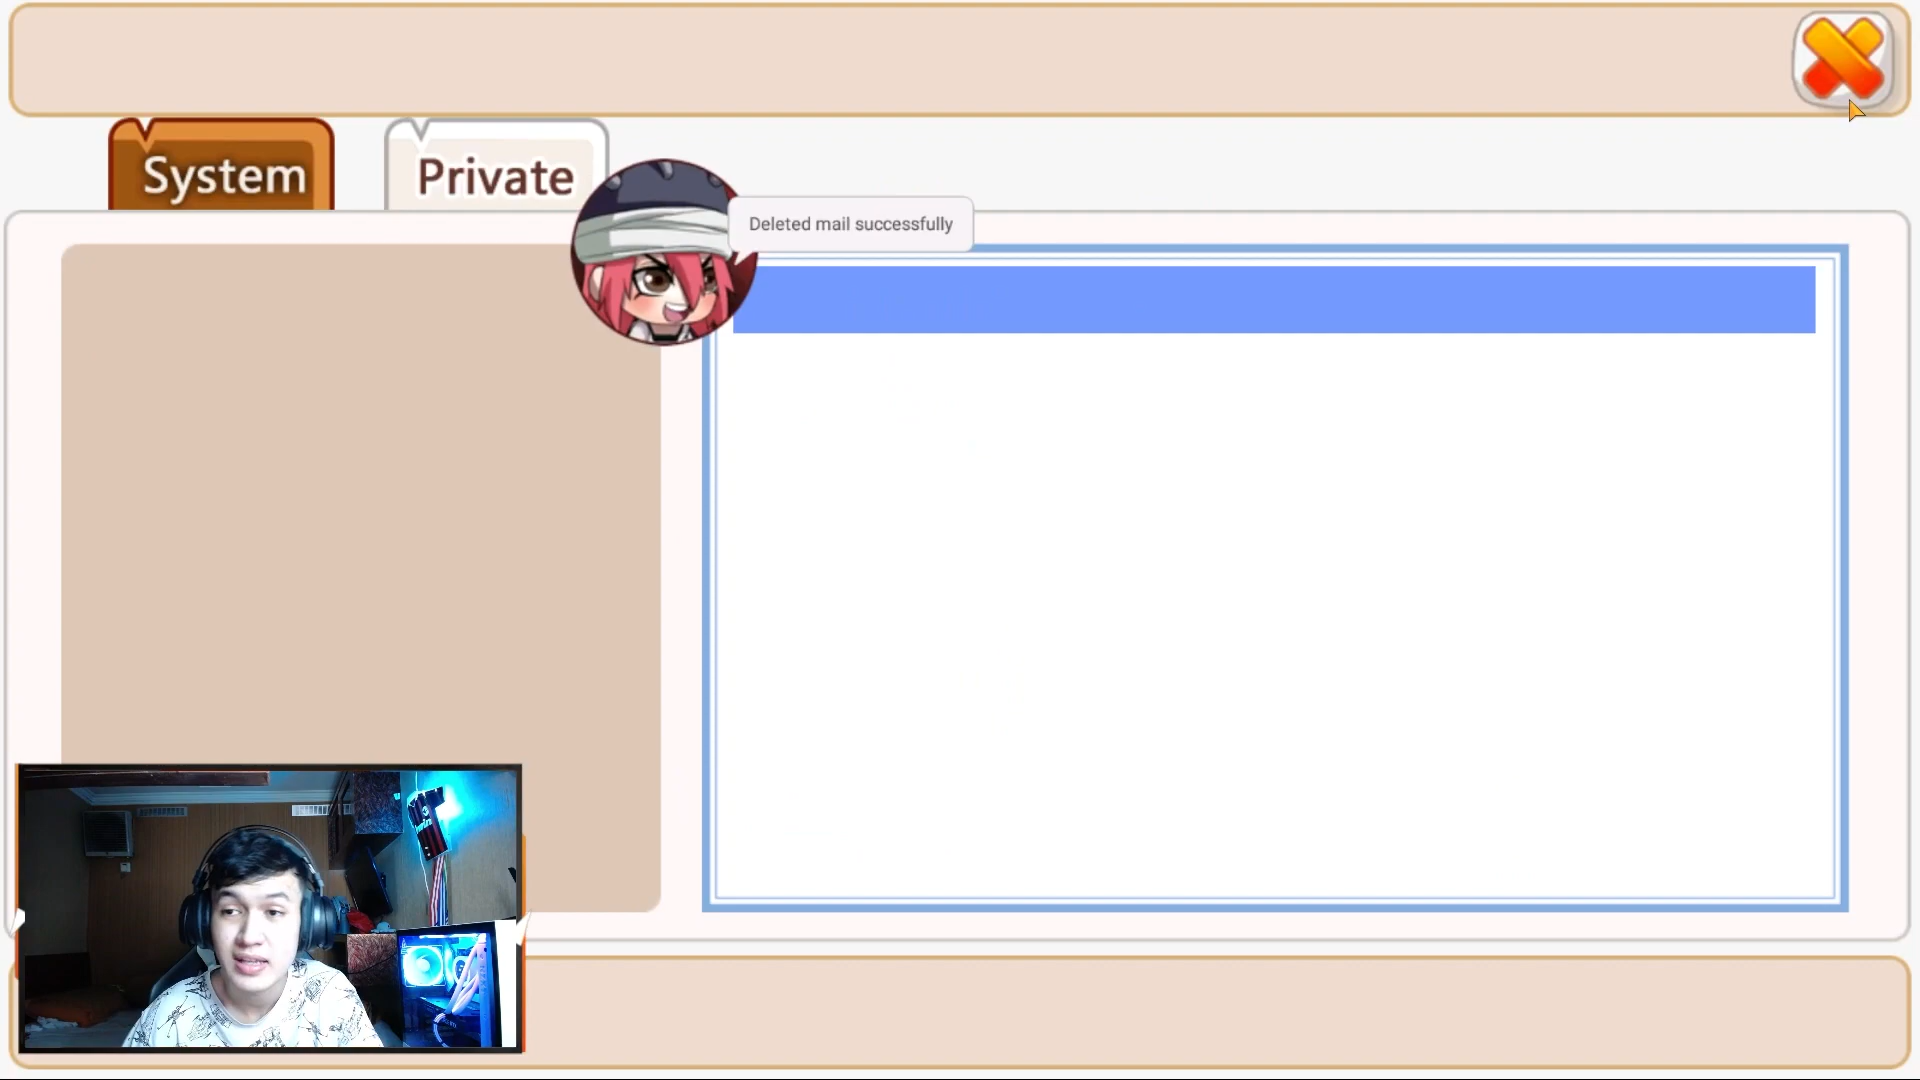 System
Private
Deleted mail successfully